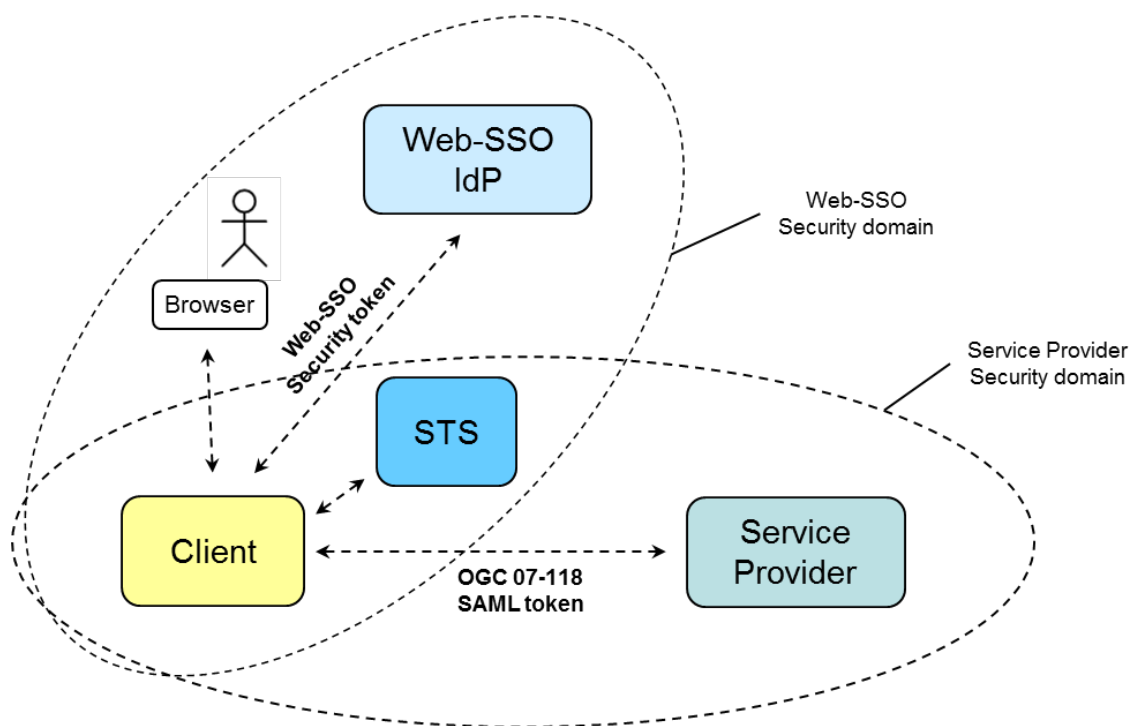 Web-SSO
IdP
Web-SSO
Security domain
Browser
Web-SSO
Security token
Service Provider
Security domain
STS
Client
Service
Provider
OGC 07-118
SAML token